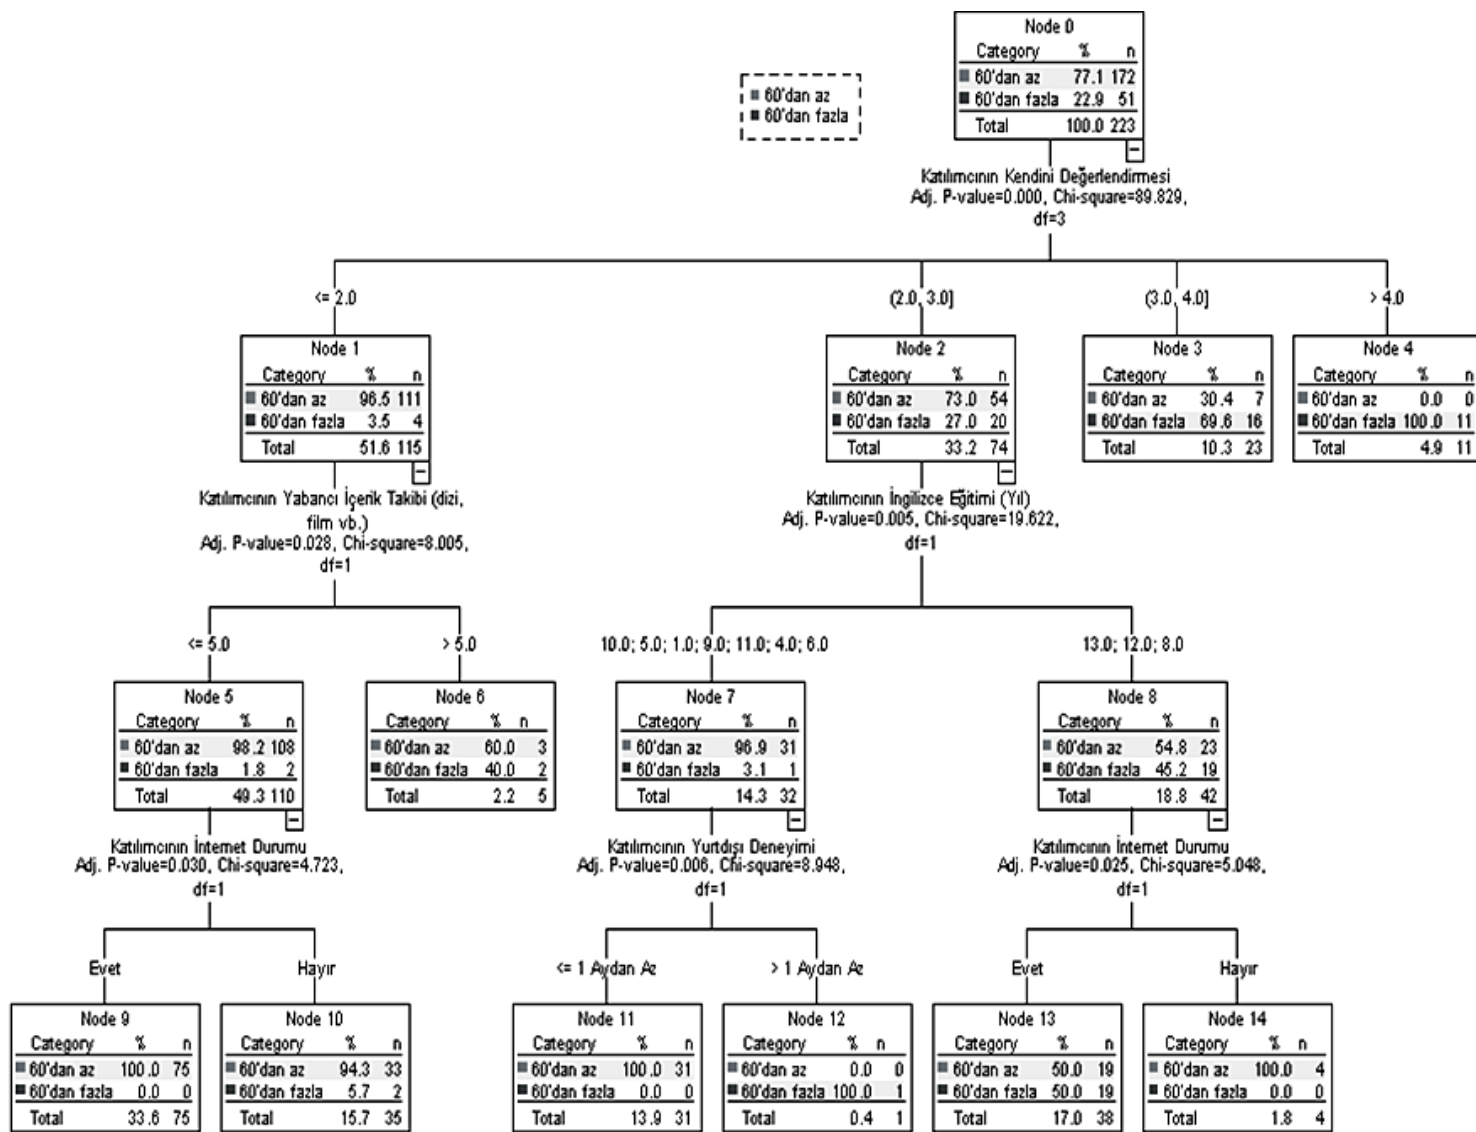 Node 0
Category % n
60'dan az 77.1 172
60'dan fazla 22.9 51
Total 100.0 223
60'dan az
60'dan fazla
Katılımcının Kendini Değerlendirmesi
Adj. P-value=0.000, Chi-square=89.829,
df=3
<= 2.0
(2.0, 3.0]
(3.0, 4.0]
> 4.0
Node 1
Category % n
60'dan az 96.5 111
60'dan fazla 3.5 4
Total 51.6 115
Node 2
Category % n
60'dan az 73.0 54
60'dan fazla 27.0 20
Total 33.2 74
Node 3
Category % n
60'dan az 30.4 7
60'dan fazla 69.6 16
Total 10.3 23
Node 4
Category % n
60'dan az 0.0 0
60'dan fazla 100.0 11
Total 4.9 11
Katılımcının Yabancı İçerik Takibi (dizi,
film vb.)
Adj. P-value=0.028, Chi-square=8.005,
df=1
Katılımcının İngilizce Eğitimi (Yıl)
Adj. P-value=0.005, Chi-square=19.622,
df=1
<= 5.0
> 5.0
10.0; 5.0; 1.0; 9.0; 11.0; 4.0; 6.0
13.0; 12.0; 8.0
Node 5
Category % n
60'dan az 98.2 108
60'dan fazla 1.8 2
Total 49.3 110
Node 6
Category % n
60'dan az 60.0 3
60'dan fazla 40.0 2
Total 2.2 5
Node 7
Category % n
60'dan az 96.9 31
60'dan fazla 3.1 1
Total 14.3 32
Node 8
Category % n
60'dan az 54.8 23
60'dan fazla 45.2 19
Total 18.8 42
Katılımcının İnternet Durumu
Adj. P-value=0.030, Chi-square=4.723,
df=1
Katılımcının Yurtdışı Deneyimi
Adj. P-value=0.006, Chi-square=8.948,
df=1
Katılımcının İnternet Durumu
Adj. P-value=0.025, Chi-square=5.048,
df=1
Evet
Hayır
<= 1 Aydan Az
> 1 Aydan Az
Evet
Hayır
Node 9
Category % n
60'dan az 100.0 75
60'dan fazla 0.0 0
Total 33.6 75
Node 10
Category % n
60'dan az 94.3 33
60'dan fazla 5.7 2
Total 15.7 35
Node 11
Category % n
60'dan az 100.0 31
60'dan fazla 0.0 0
Total 13.9 31
Node 12
Category % n
60'dan az 0.0 0
60'dan fazla 100.0 1
Total 0.4 1
Node 13
Category % n
60'dan az 50.0 19
60'dan fazla 50.0 19
Total 17.0 38
Node 14
Category % n
60'dan az 100.0 4
60'dan fazla 0.0 0
Total 1.8 4